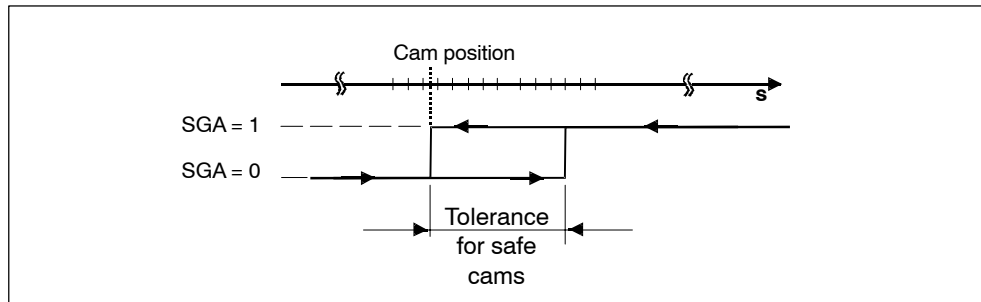 Cam position
s
SGA = 1
SGA = 0
Tolerance
for safe
cams